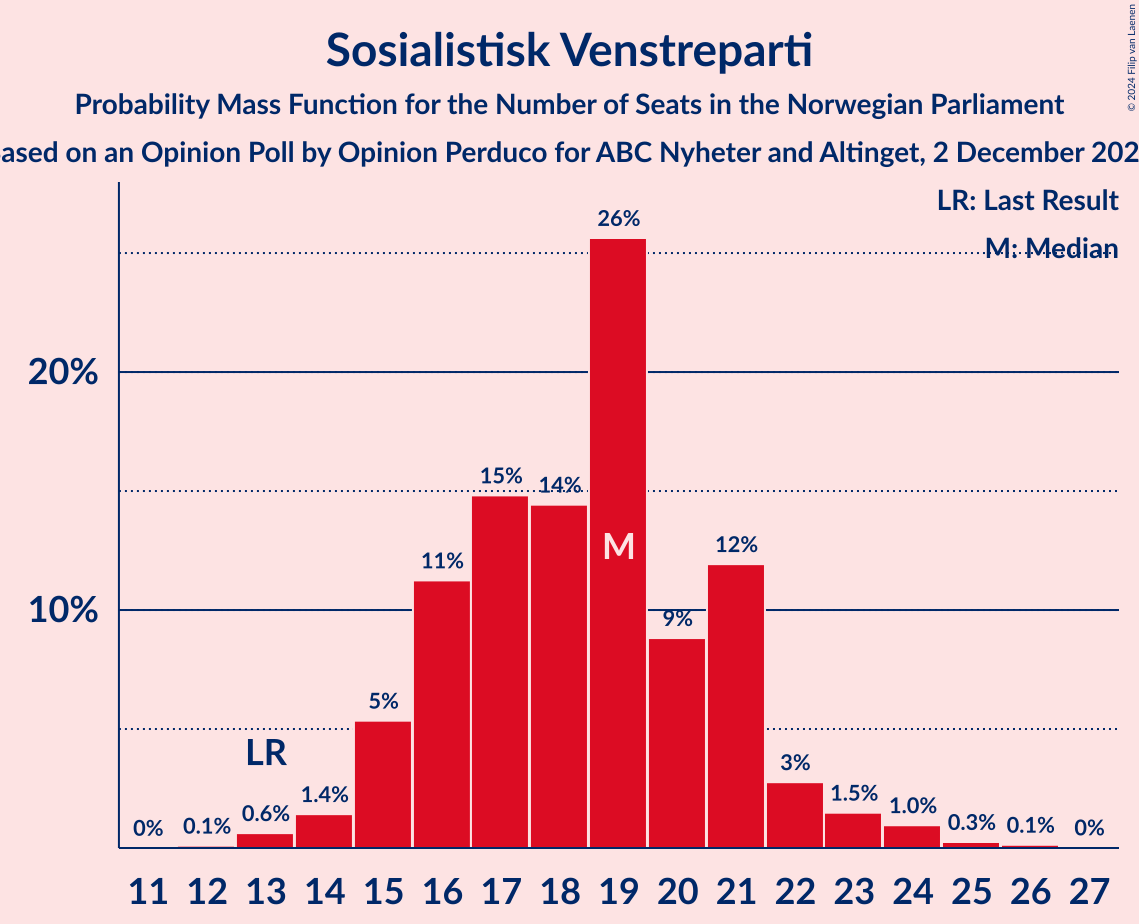 Sosialistisk Venstreparti
Probability Mass Function for the Number of Seats in the Norwegian Parliament
ased on an Opinion Poll by Opinion Perduco for ABC Nyheter and Altinget, 2 December 202
© 2024 Filip van Laenen
LR: Last Result
M: Median
26%
20%
15%
14%
M
12%
11%
10%
9%
5%
LR
3%
0%
0.1%
0.6%
1.4%
1.5%
1.0%
0.3%
0.1%
0%
11 12 13 14 15 16 17 18 19 20 21 22 23 24 25 26 27